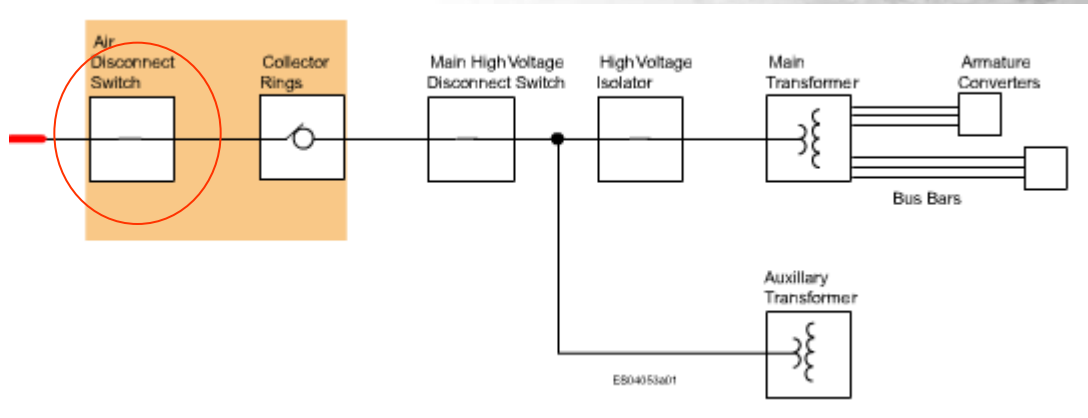 Air
Disconnect
Switch
Collector
Rings
Main High Voltage
Disconnect Switch
High Voltage
Isolator
Main
Transformer
Armature
Converters
Bus Bars
Auxillary
Transformer
ES04053a01